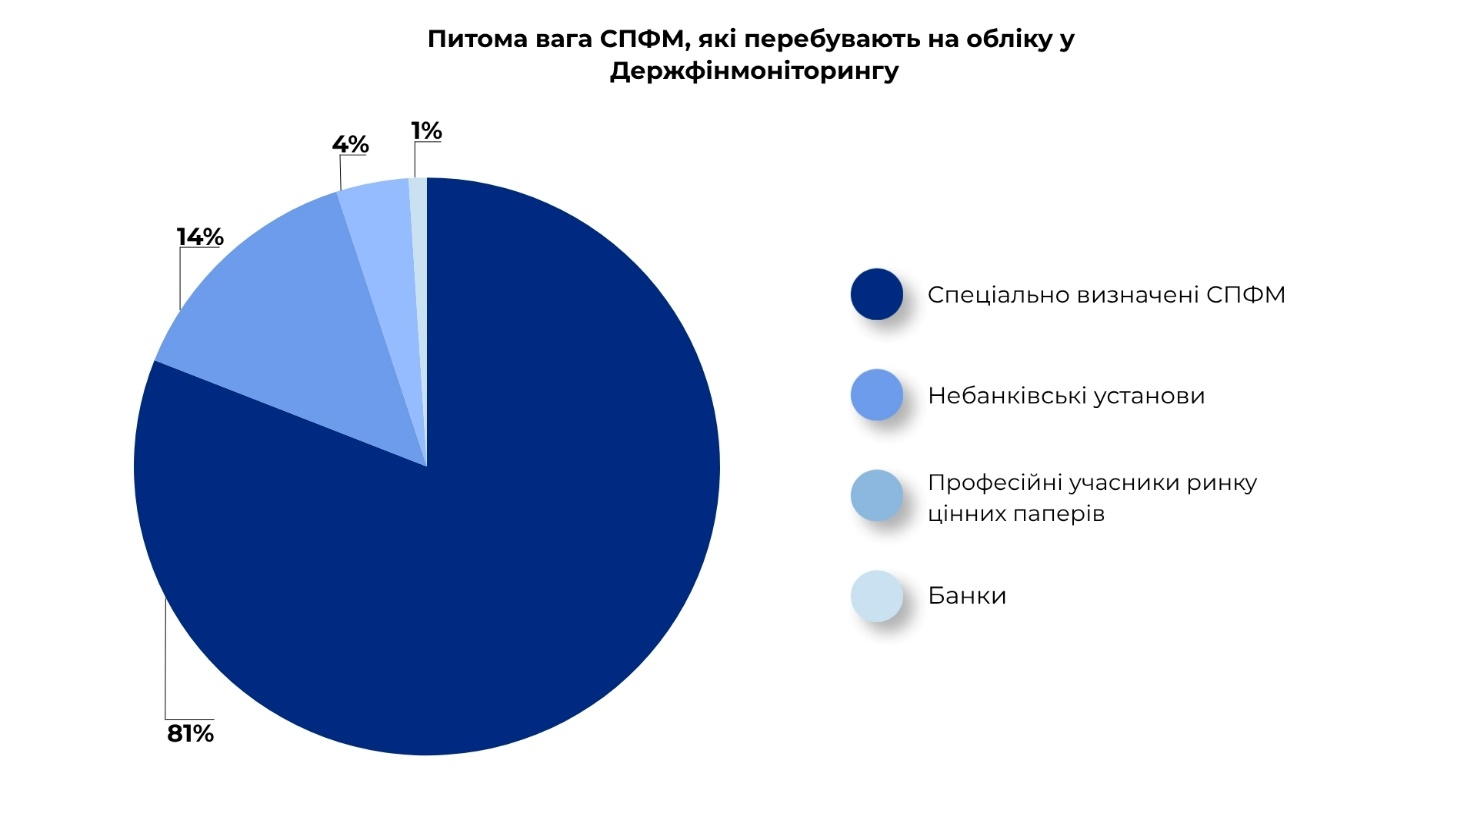 Питома вага СПФМ, які перебувають на обліку у
Держфінмоніторингу
1%
4%
14%
81%
Спеціально визначені СПФМ
Небанківські установи
Професійні учасники ринку
цінних паперів
Банки